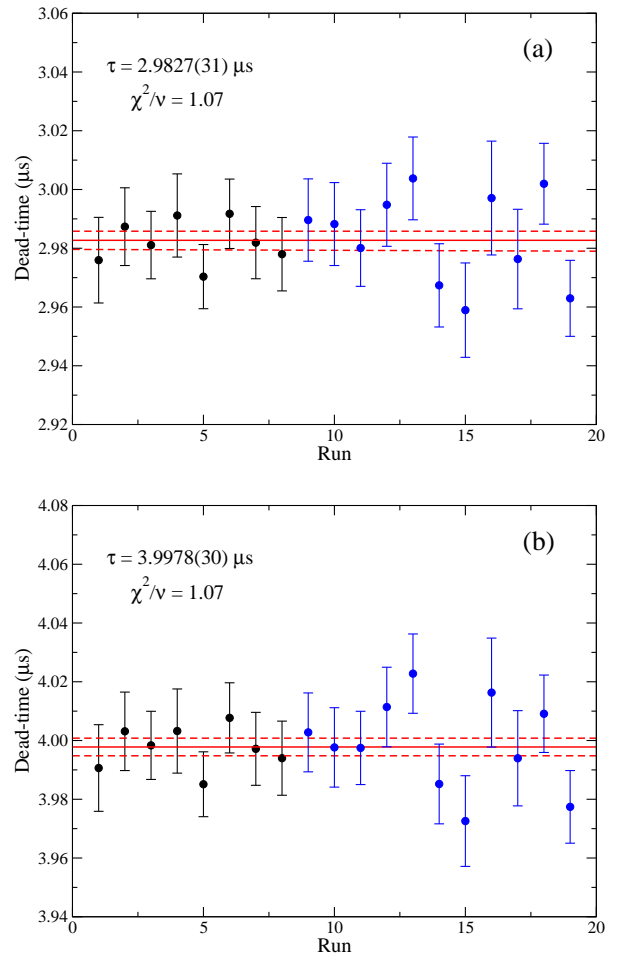 3.06
(a)
τ = 2.9827(31) μs
3.04
χ²/ν = 1.07
3.02
3.00
Dead-time (μs)
2.98
2.96
2.94
2.92
0 5 10 15 20
Run
4.08
(b)
τ = 3.9978(30) μs
4.06
χ²/ν = 1.07
4.04
4.02
Dead-time (μs)
4.00
3.98
3.96
3.94
0 5 10 15 20
Run